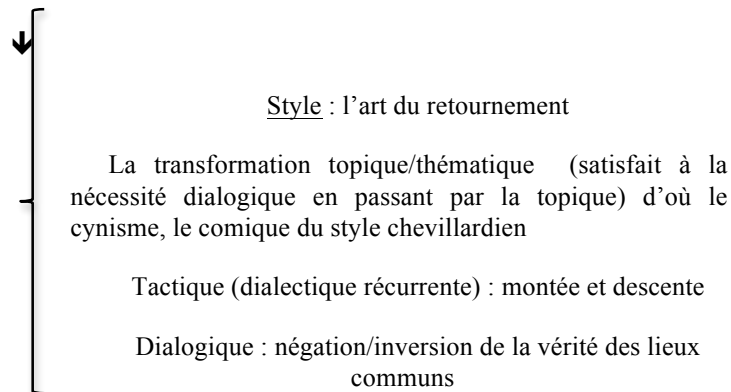 Style : l’art du retournement
La transformation topique/thématique (satisfait à la
nécessité dialogique en passant par la topique) d’où le
cynisme, le comique du style chevillardien
Tactique (dialectique récurrente) : montée et descente
Dialogique : négation/inversion de la vérité des lieux
communs